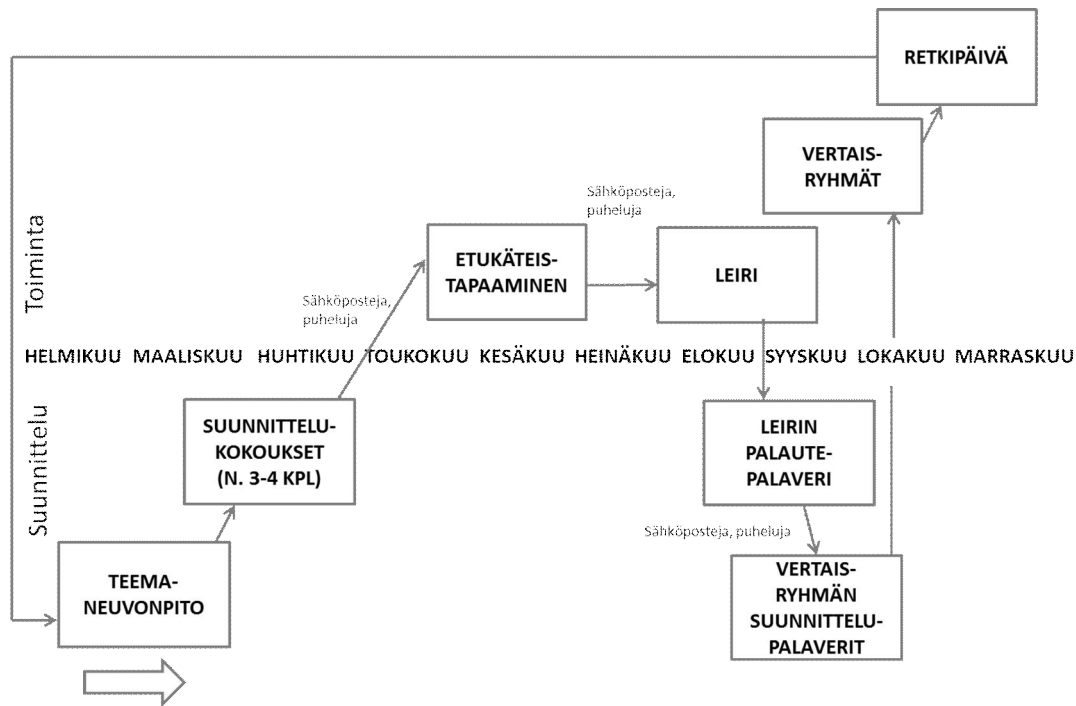 RETKIPÄIVÄ
VERTAIS-
RYHMÄT
Sähköposteja,
puheluja
Toiminta
ETUKÄTEIS-
TAPAAMINEN
LEIRI
Sähköposteja,
puheluja
HELMIKUU MAALISKUU HUHTIKUU TOUKOKUU KESÄKUU HEINÄKUU ELOKUU SYYSKUU LOKAKUU MARRASKUU
Suunnittelu
SUUNNITTELU-
KOKOUKSET
(N. 3-4 KPL)
LEIRIN
PALAUTE-
PALAVERI
Sähköposteja, puheluja
TEEMA-
NEUVONPITO
VERTAIS-
RYHMÄN
SUUNNITTELU-
PALAVERIT